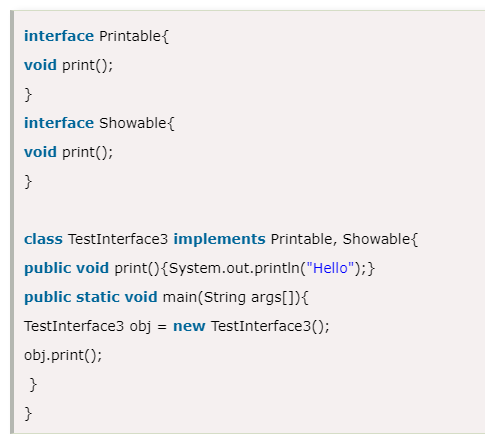 interface Printable{
void print();
}
interface Showable{
void print();
}
class TestInterface3 implements Printable, Showable{
public void print(){System.out.println("Hello");}
public static void main(String args[]){
TestInterface3 obj = new TestInterface3();
obj.print();
}
}